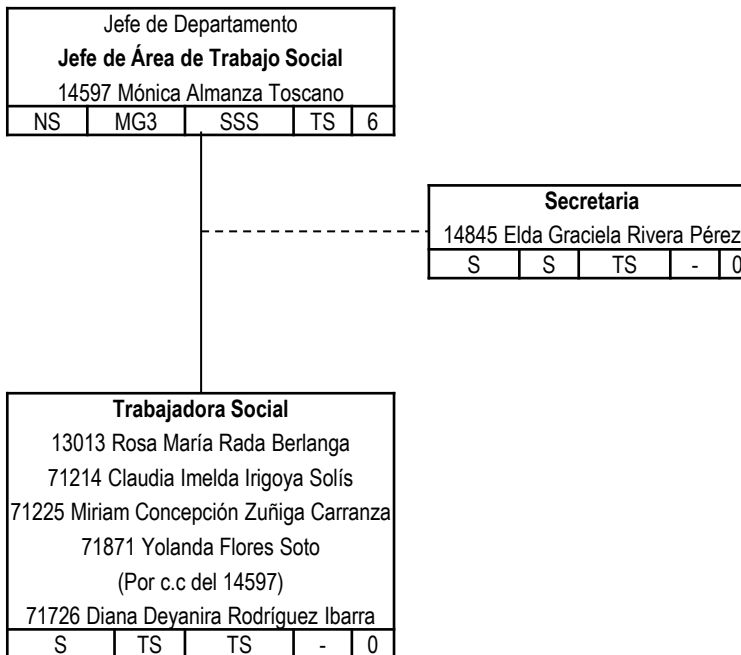 Jefe de Departamento
Jefe de Área de Trabajo Social
14597 Mónica Almanza Toscano
NS MG3 SSS TS 6
Secretaria
14845 Elda Graciela Rivera Pérez
S S TS - 0
Trabajadora Social
13013 Rosa María Rada Berlanga
71214 Claudia Imelda Irigoya Solís
71225 Miriam Concepción Zuñiga Carranza
71871 Yolanda Flores Soto
(Por c.c del 14597)
71726 Diana Deyanira Rodríguez Ibarra
S TS TS - 0